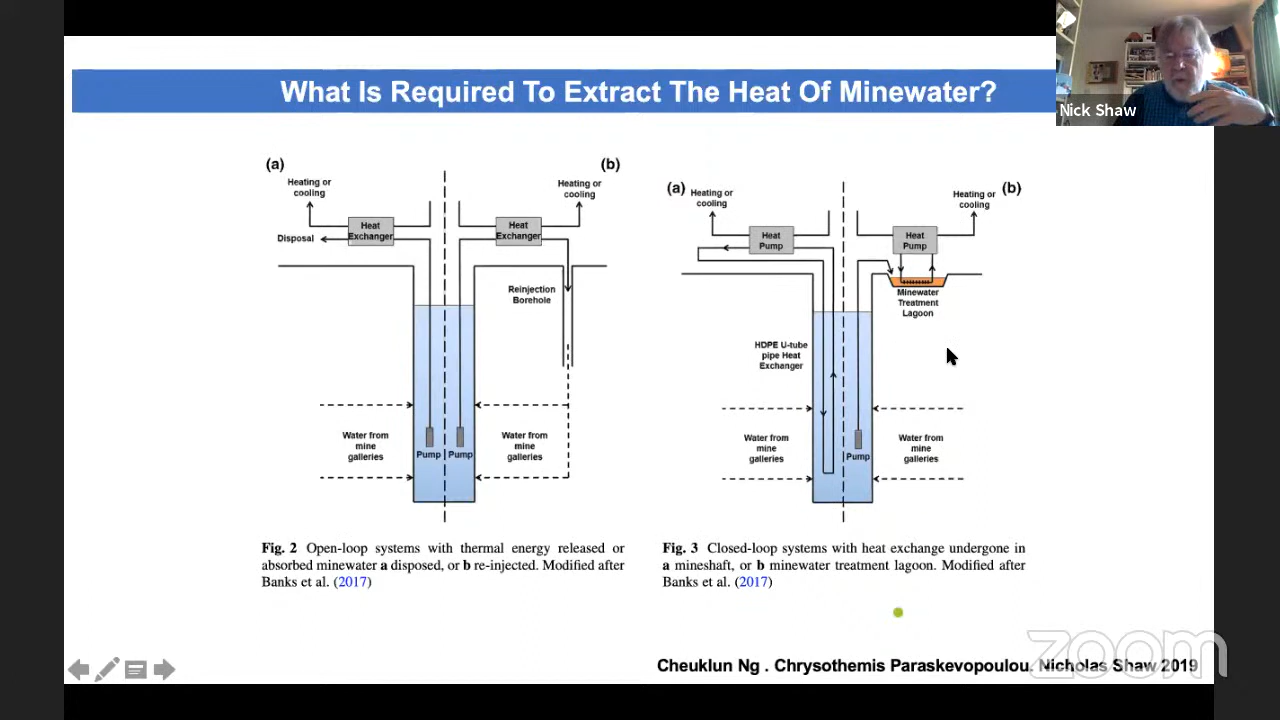 What Is Required To Extract The Heat Of Minewater?
Nick Shaw
(a)
(b)
Heating or
cooling
Heating or
cooling
Heat
Exchanger
Heat
Exchanger
Disposal
Reinjection
Borehole
Water from
mine
galleries
Pump
Pump
Water from
mine
galleries
Fig. 2 Open-loop systems with thermal energy released or
absorbed minewater a disposed, or b re-injected. Modified after
Banks et al. (2017)
(a)
(b)
Heating or
cooling
Heating or
cooling
Heat
Pump
Heat
Pump
Minewater
Treatment
Lagoon
HDPE U-tube
pipe Heat
Exchanger
Water from
mine
galleries
Pump
Water from
mine
galleries
Fig. 3 Closed-loop systems with heat exchange undergone in
a mineshaft, or b minewater treatment lagoon. Modified after
Banks et al. (2017)
Cheuklun Ng . Chrysothemis Paraskevopoulou. Nicholas Shaw 2019
zoom